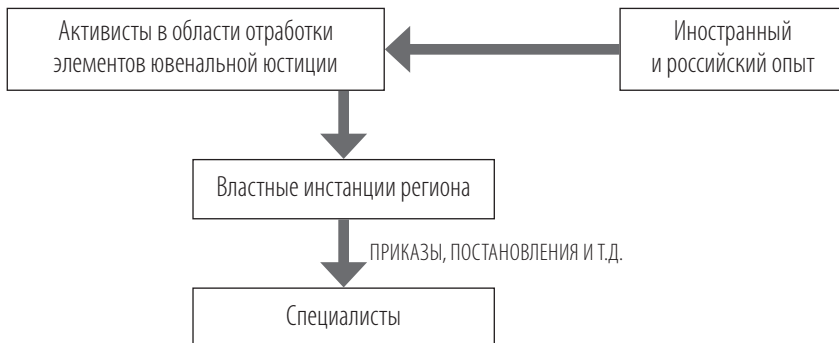 Активисты в области отработки
элементов ювенальной юстиции
Иностранный
и российский опыт
Властные инстанции региона
ПРИКАЗЫ, ПОСТАНОВЛЕНИЯ И Т.Д.
Специалисты